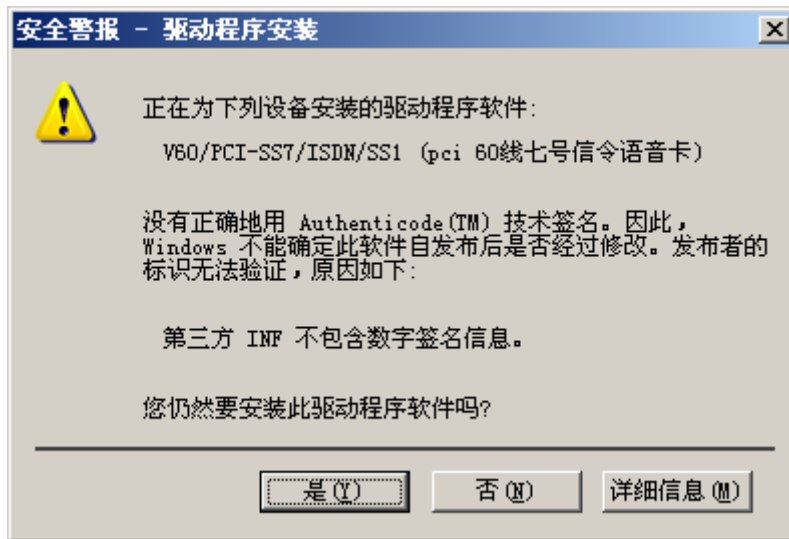 安全警报 - 驱动程序安装
正在为下列设备安装的驱动程序软件:
V60/PCI-SS7/ISDN/SS1 (pci 60线七号信令语音卡)
没有正确地用 Authenticode(TM) 技术签名。因此，
Windows 不能确定此软件自发布后是否经过修改。发布者的
标识无法验证，原因如下:
第三方 INF 不包含数字签名信息。
您仍然要安装此驱动程序软件吗?
是(Y) 否(N) 详细信息(M)